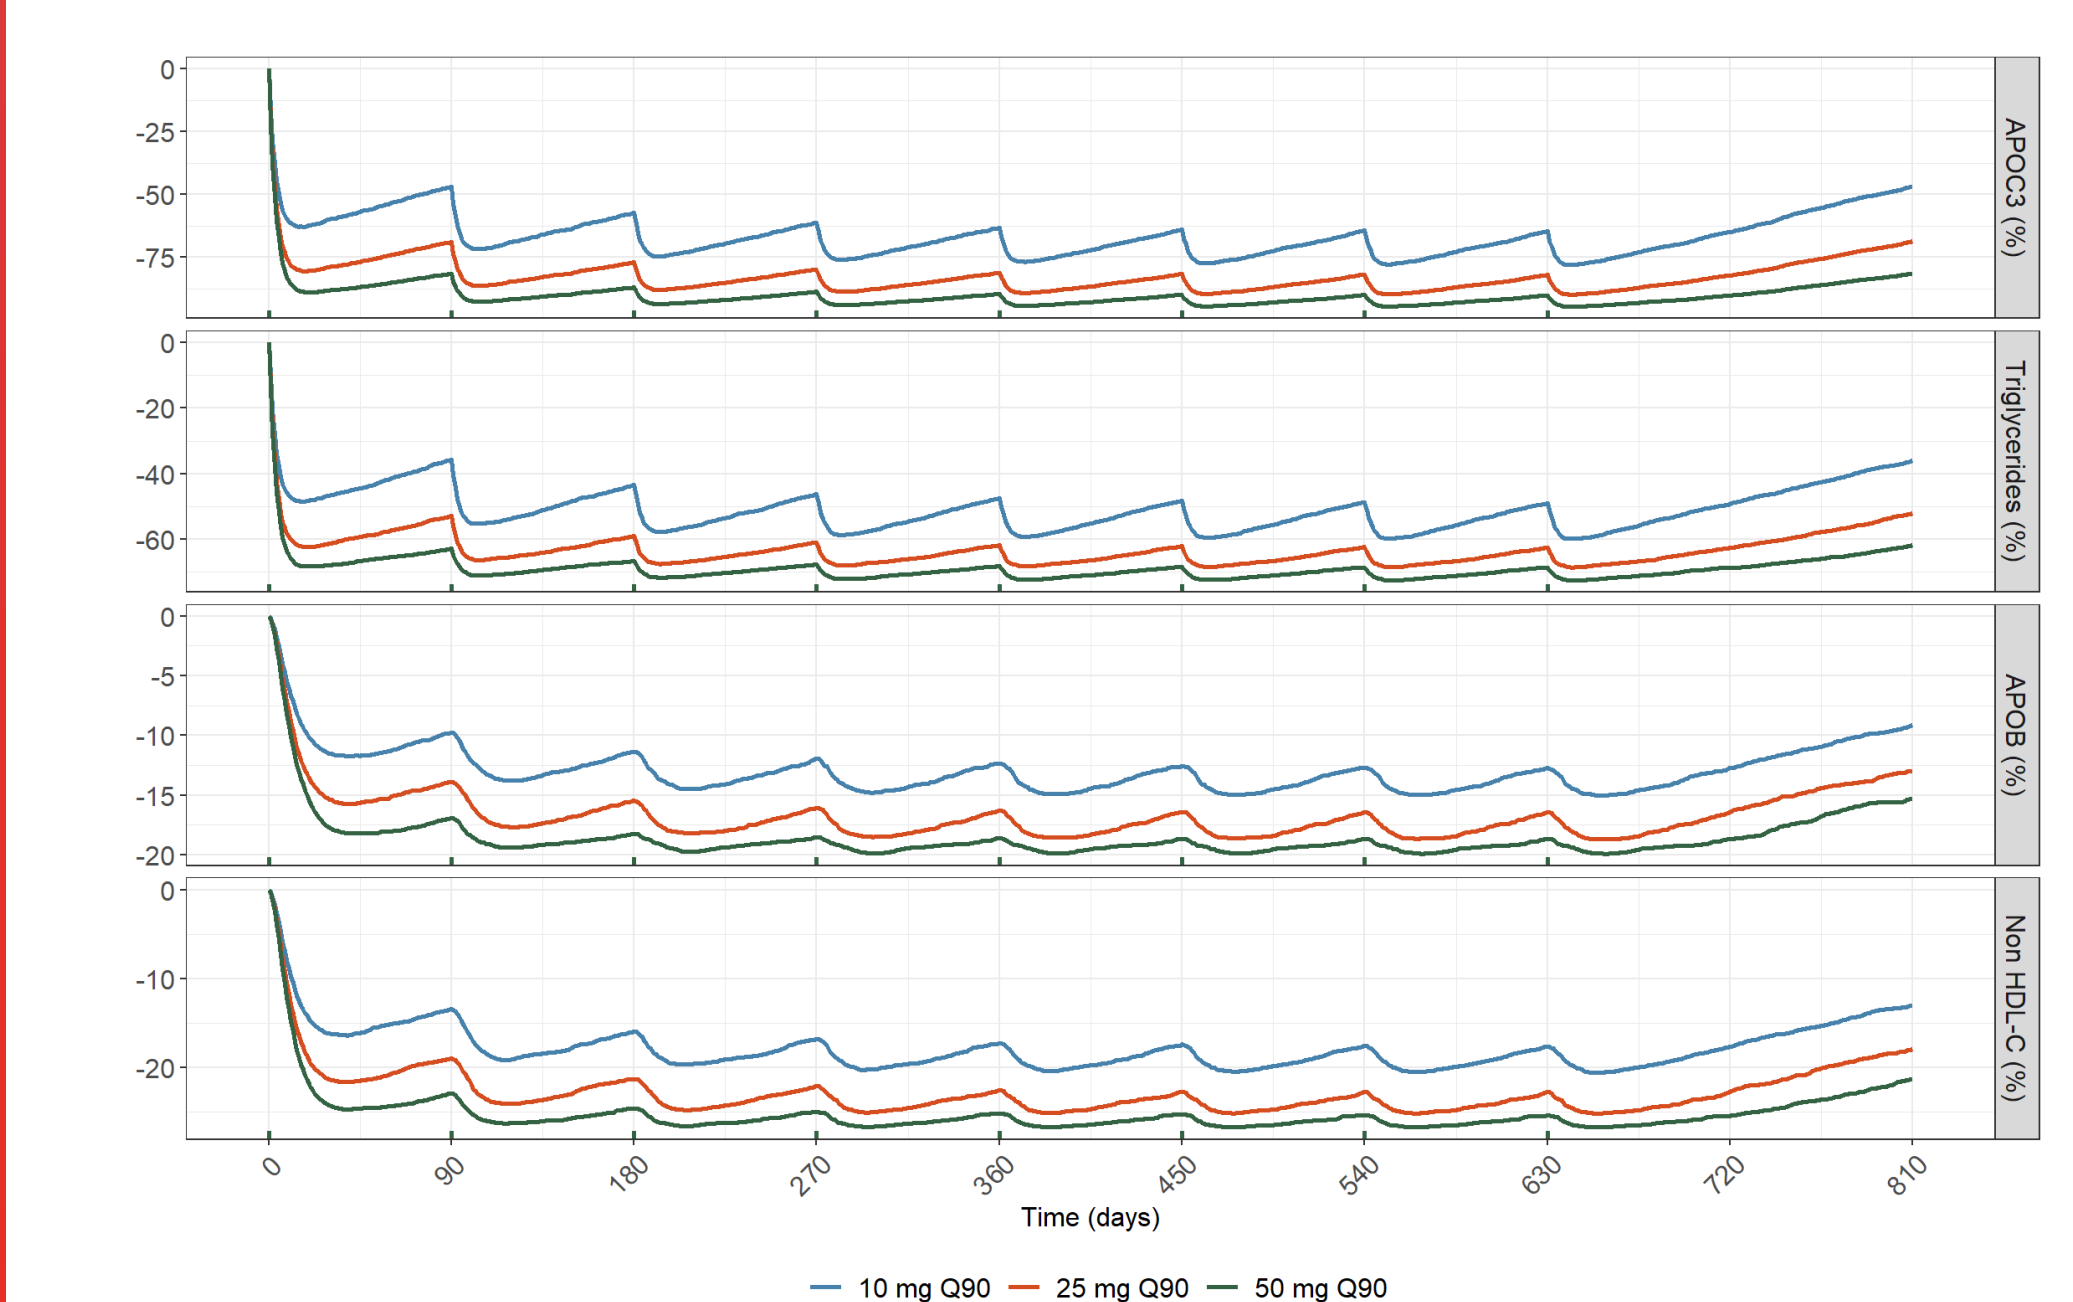 0
-25
-50
-75
APOC3 (%)
0
-20
-40
-60
Triglycerides (%)
0
-5
-10
-15
-20
APOB (%)
0
-10
-20
Non HDL-C (%)
0 90 180 270 360 450 540 630 720 810
Time (days)
10 mg Q90 25 mg Q90 50 mg Q90